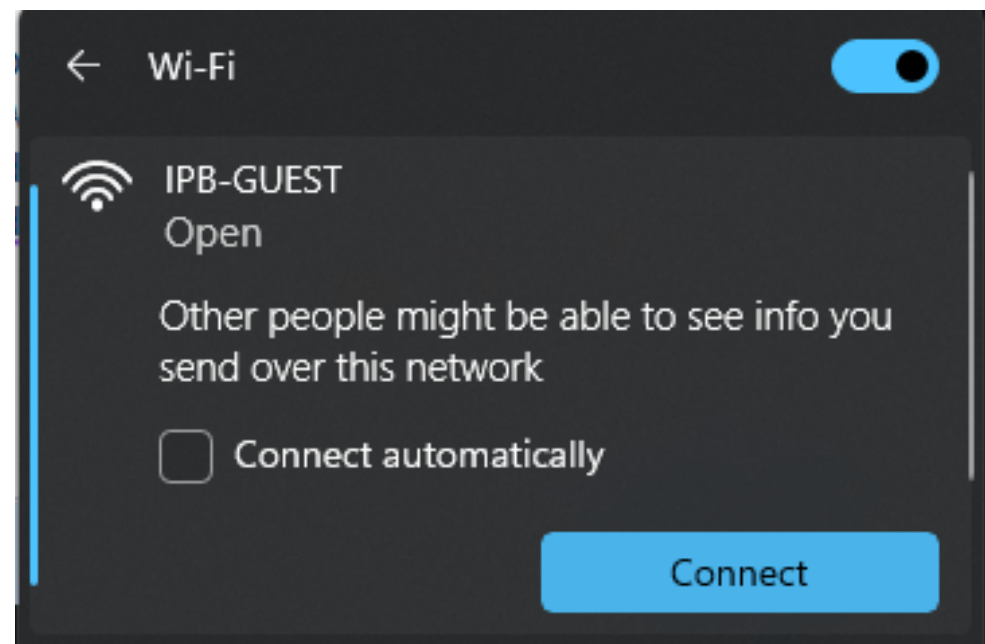 Wi-Fi
IPB-GUEST
Open
Other people might be able to see info you
send over this network
Connect automatically
Connect